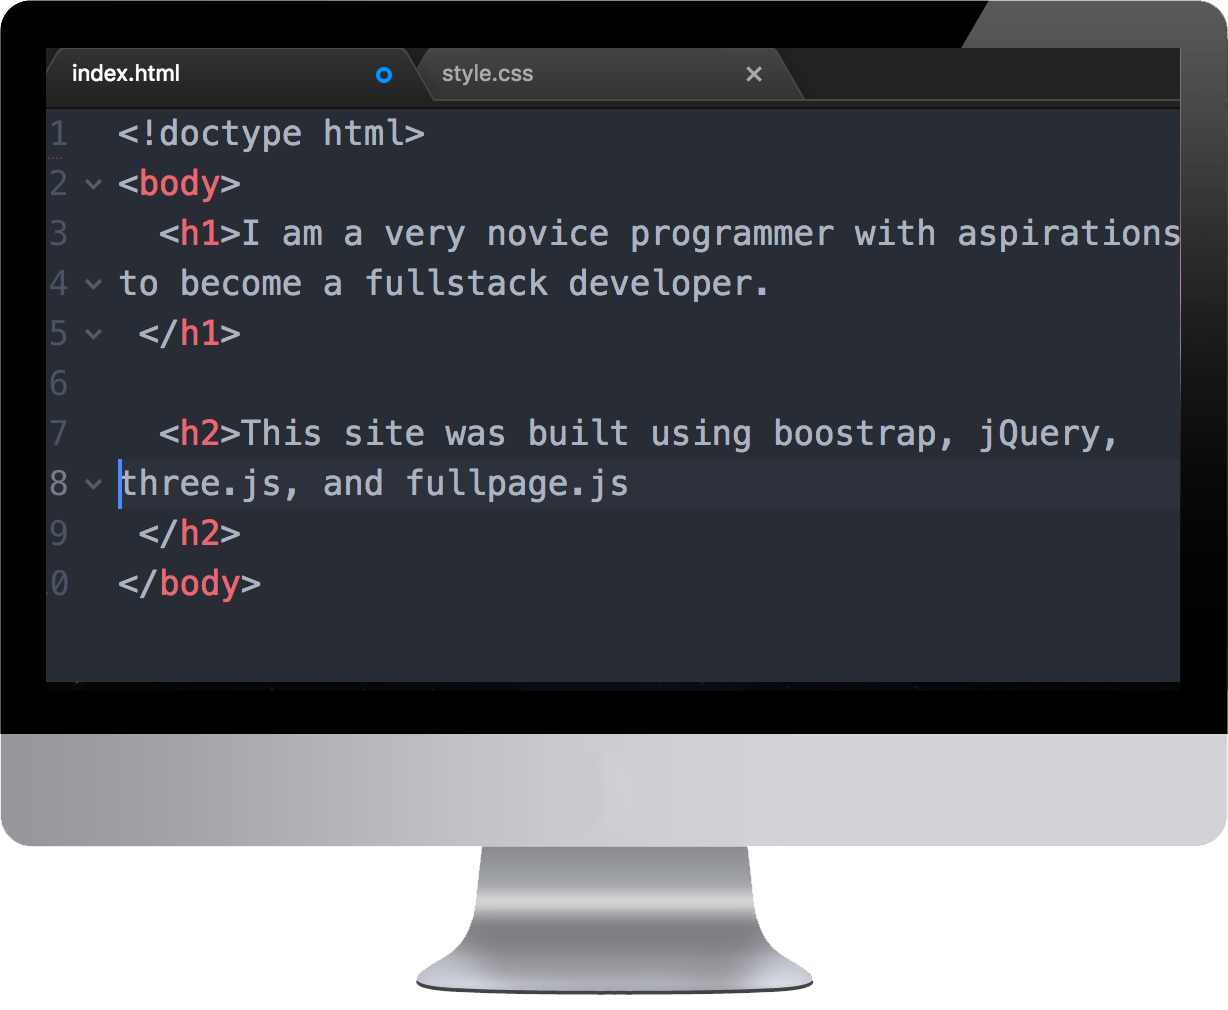 index.html
style.css
1 <!doctype html>
2 <body>
3 <h1>I am a very novice programmer with aspirations
4 to become a fullstack developer.
5 </h1>
6
7 <h2>This site was built using boostrap, jQuery,
8 three.js, and fullpage.js
9 </h2>
10 </body>